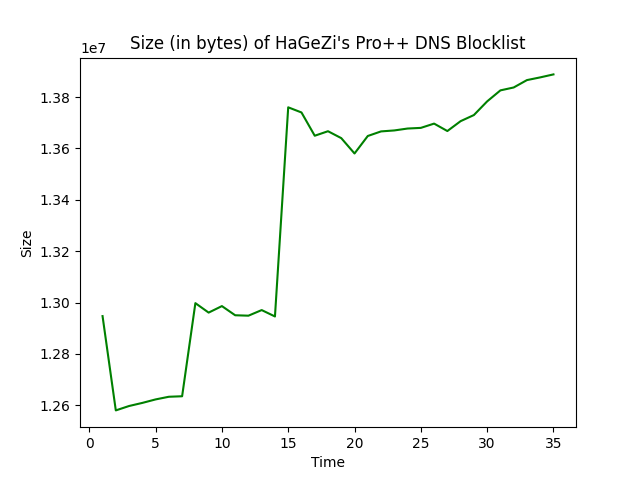 Size (in bytes) of HaGeZi's Pro++ DNS Blocklist
1e7
1.38
1.36
1.34
1.32
1.30
1.28
1.26
Size
0 5 10 15 20 25 30 35
Time